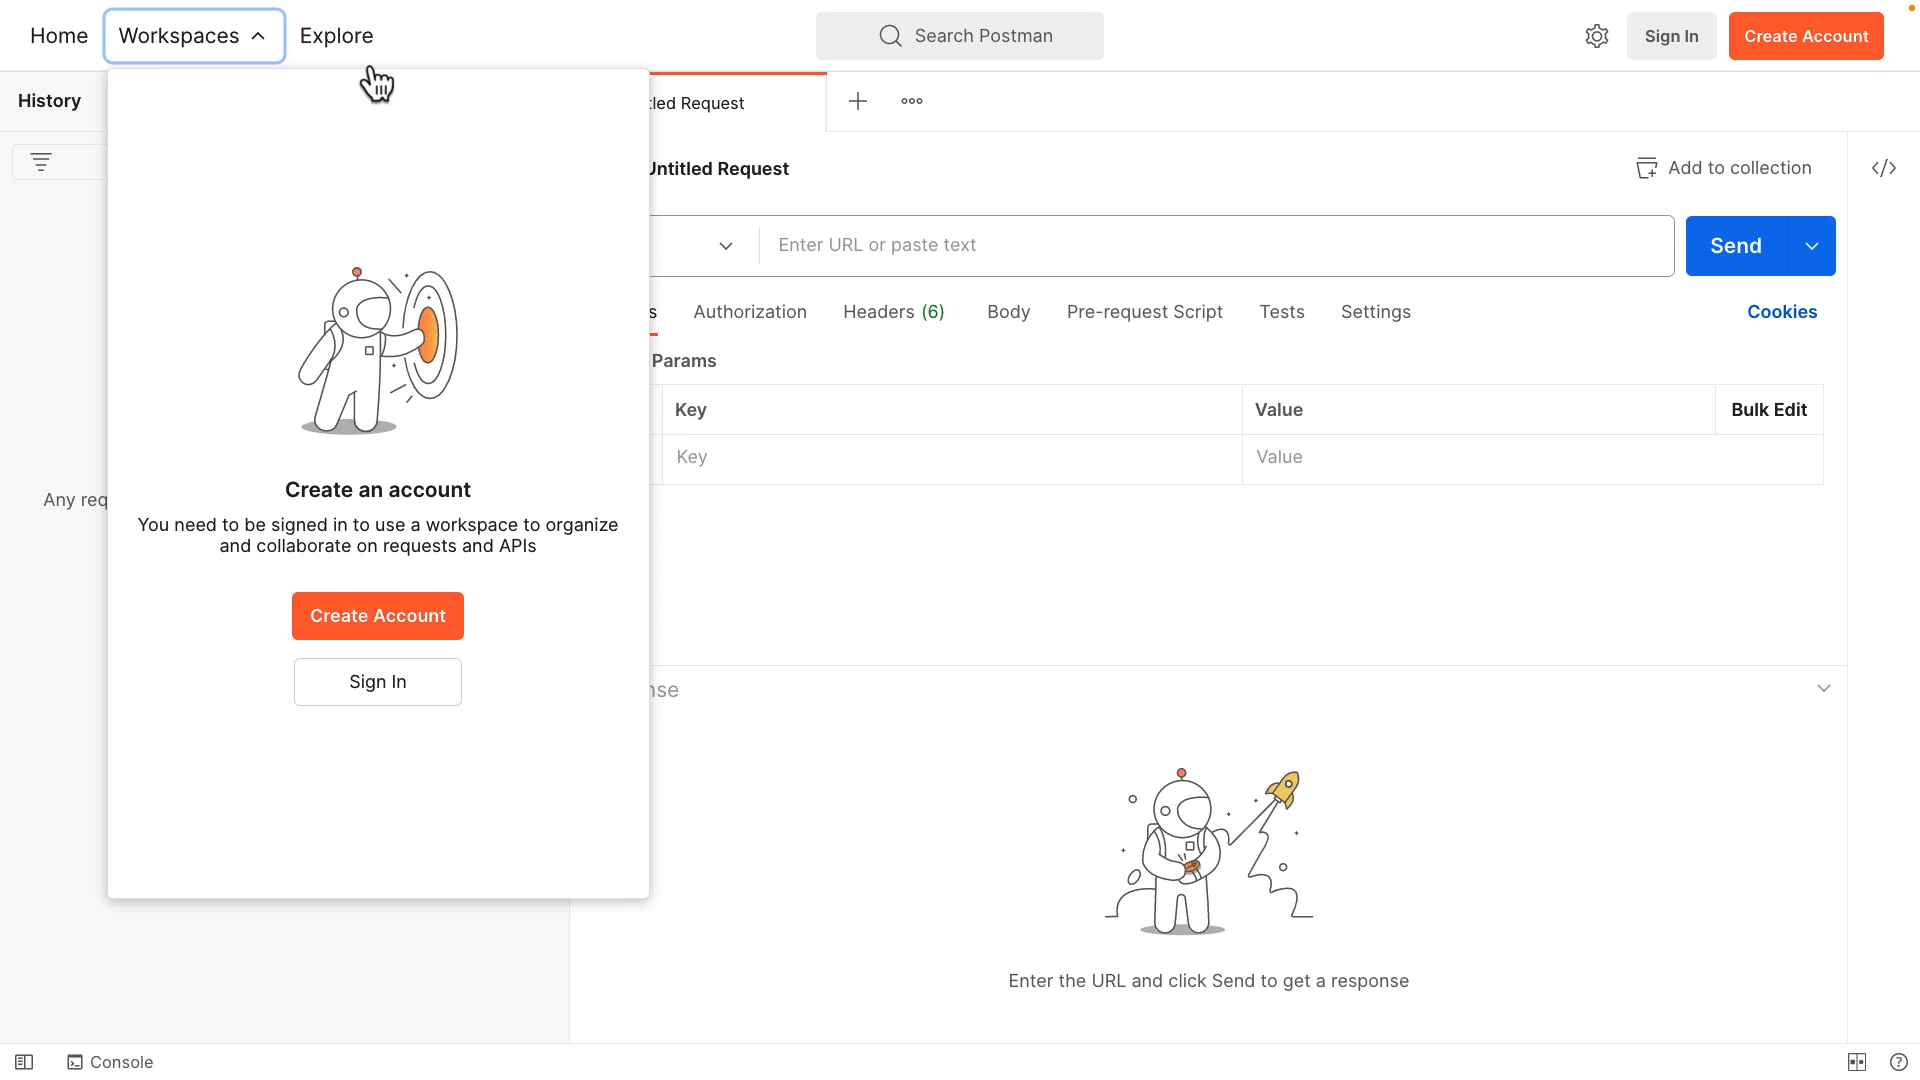 Home
Workspaces
Explore
Search Postman
Sign In
Create Account
History
tled Request
Untitled Request
Add to collection
Enter URL or paste text
Send
s
Authorization
Headers (6)
Body
Pre-request Script
Tests
Settings
Cookies
Params
Key
Value
Bulk Edit
Key
Value
Any req
Create an account
You need to be signed in to use a workspace to organize
and collaborate on requests and APIs
Create Account
Sign In
nse
Enter the URL and click Send to get a response
Console